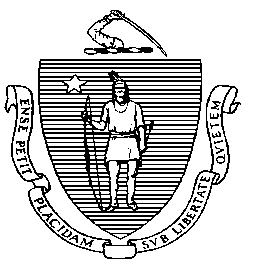 ENSE PETIT
PLACIDAM
SVB LIBERTATE
QVIETEM